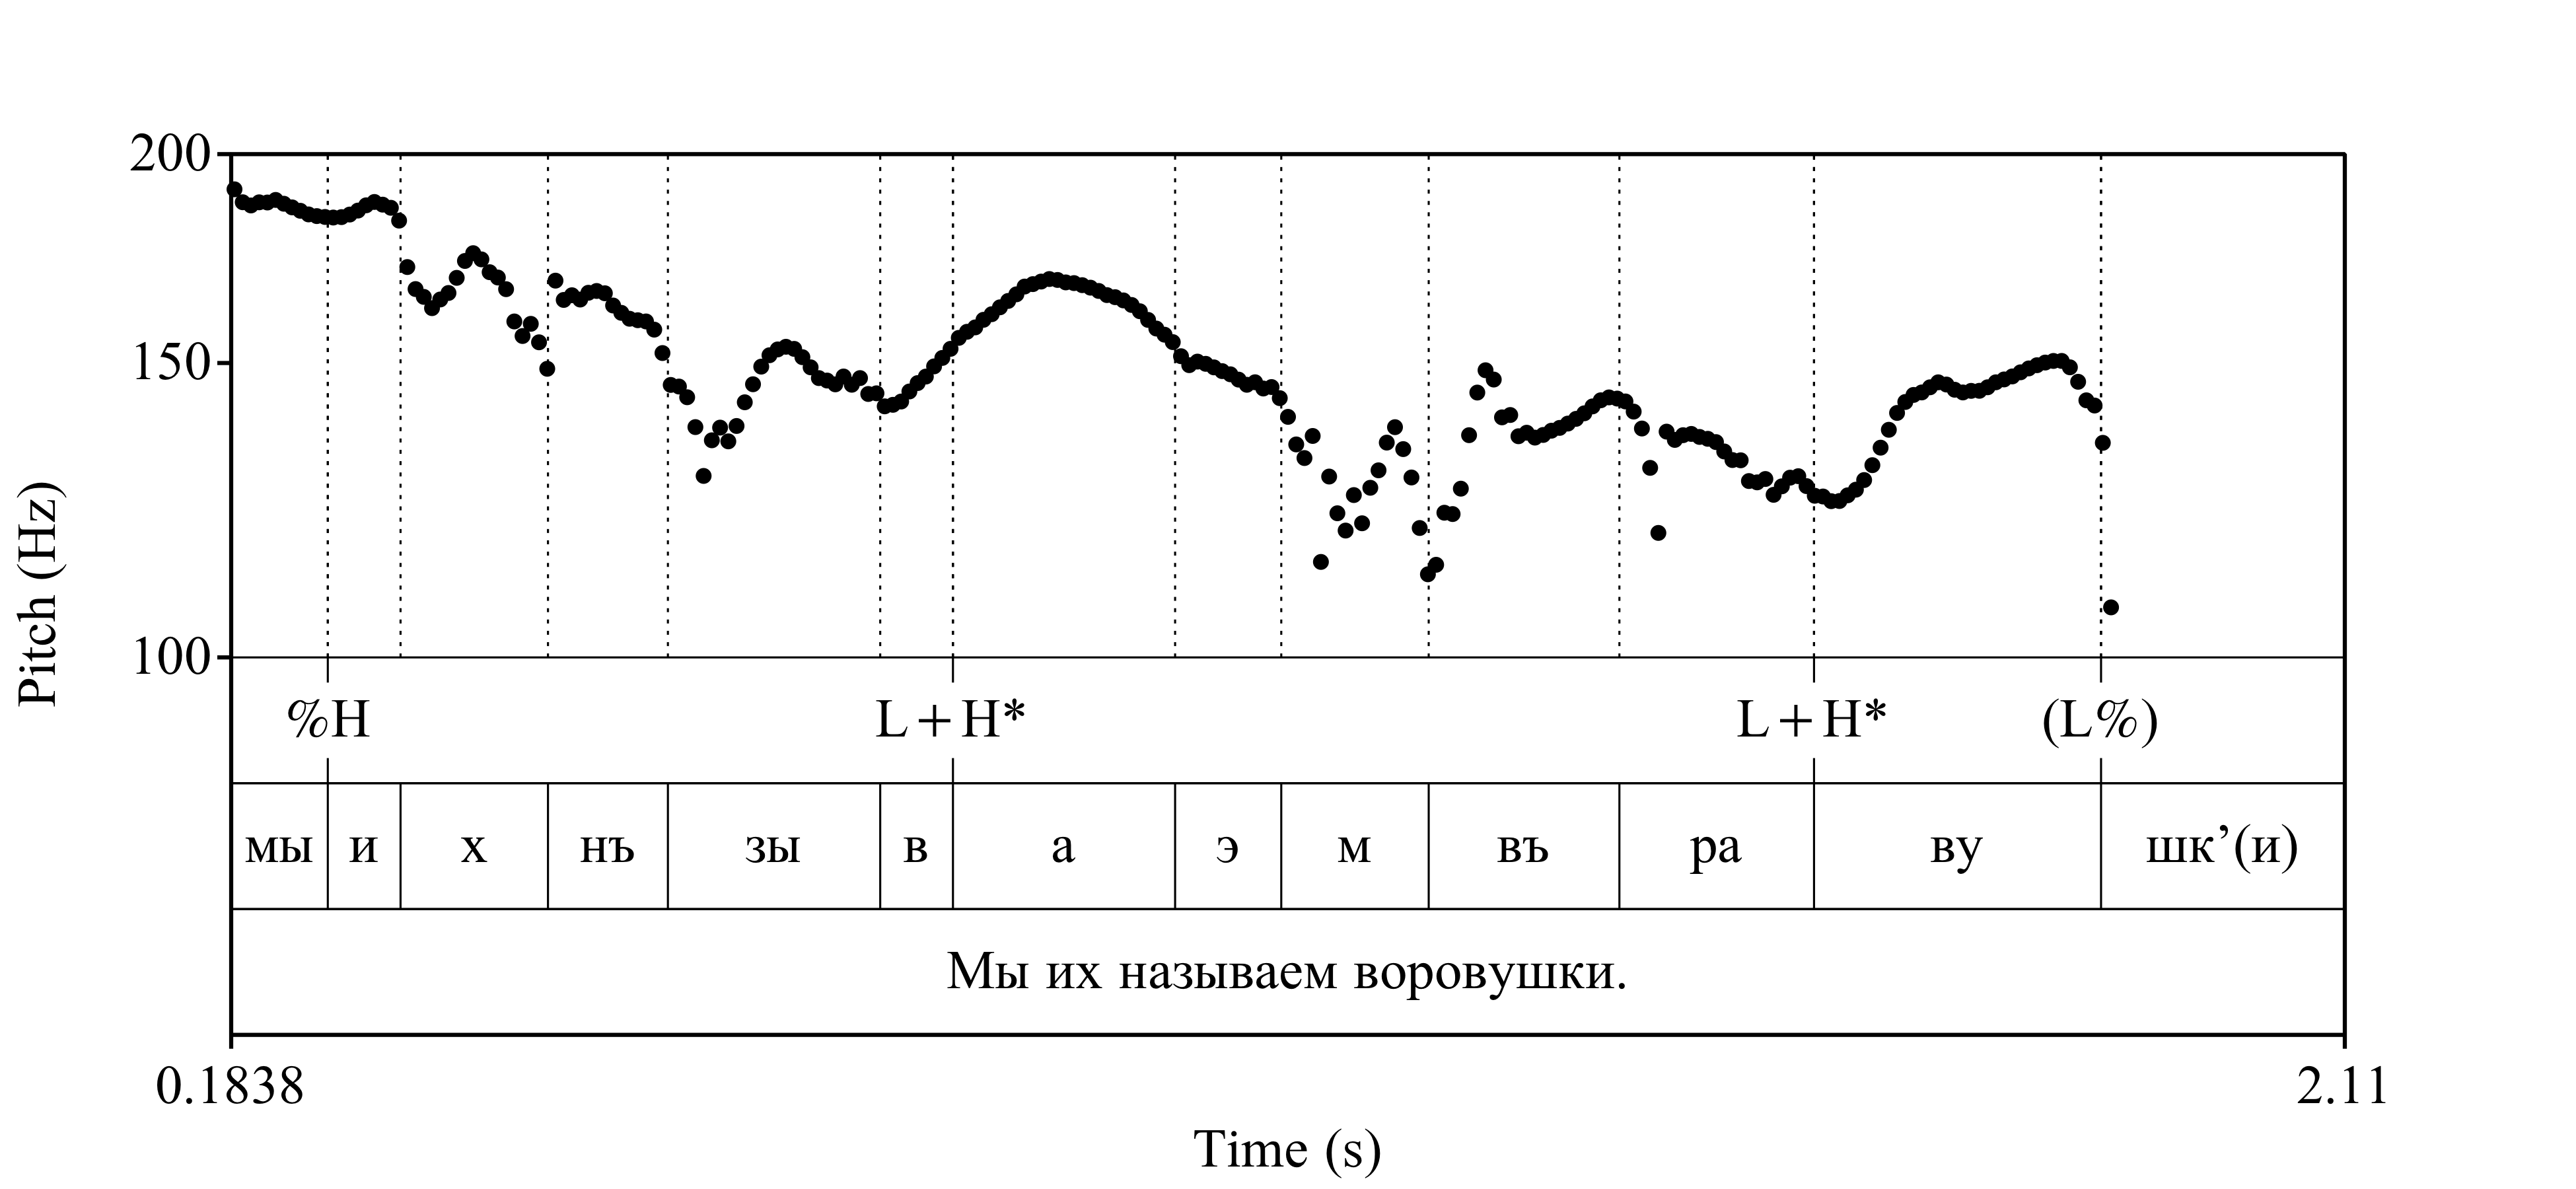 200
150
100
Pitch (Hz)
%H L+H* L+H* (L%)
мы и х нъ зы в а э м въ ра ву шк’(и)
Мы их называем воровушки.
0.1838 2.11
Time (s)